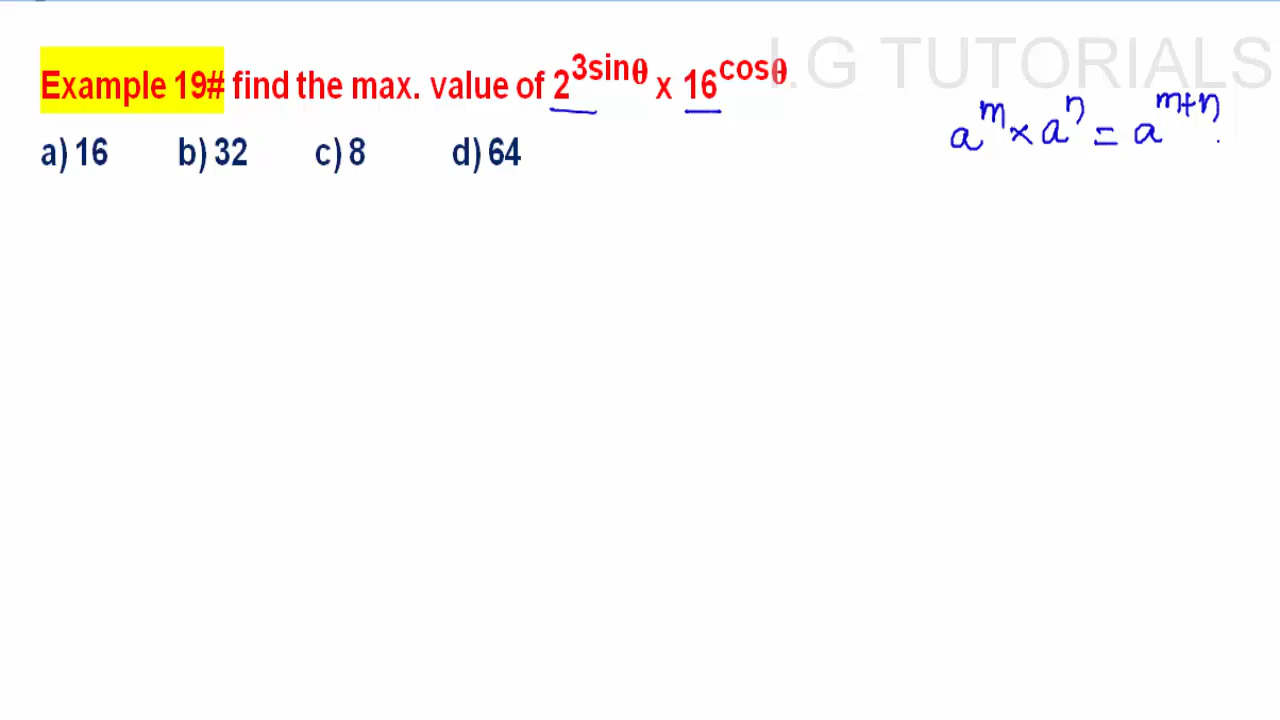 I.G TUTORIALS
Example 19# find the max. value of 2^3sinθ x 16^cosθ
a^m × a^n = a^m+n.
a) 16 b) 32 c) 8 d) 64